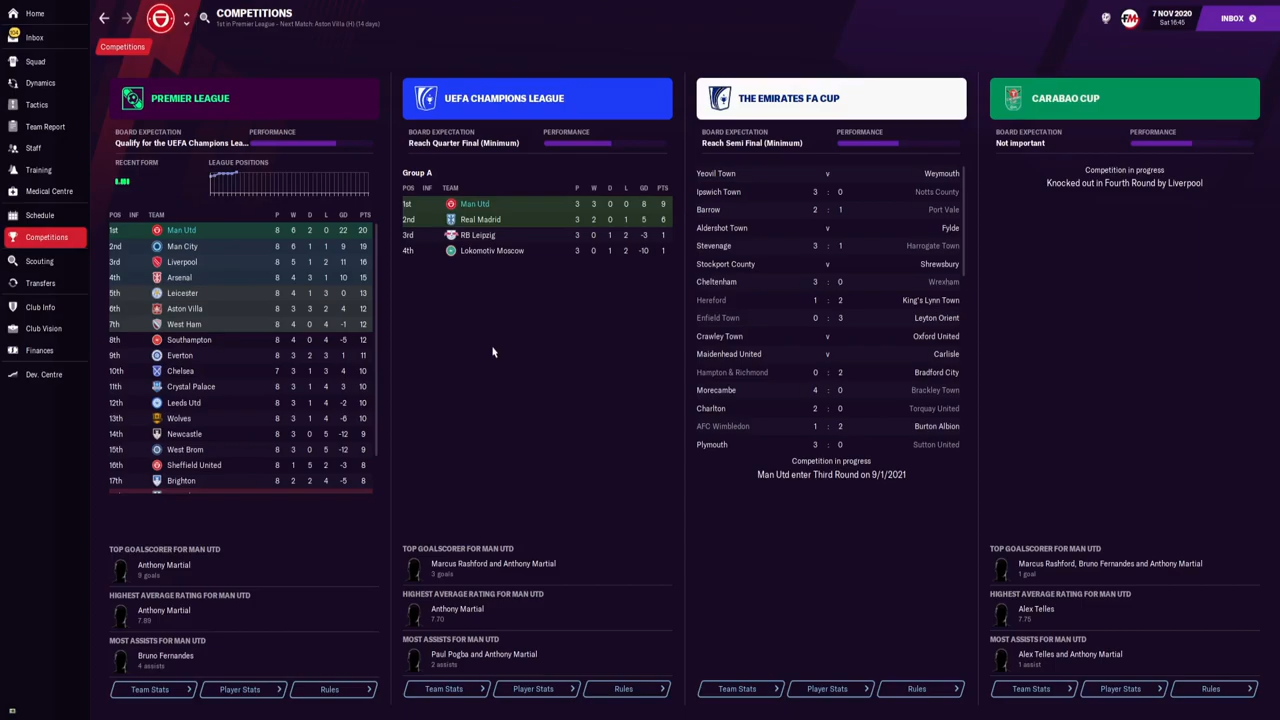 Home
104
Inbox
Squad
Dynamics
Tactics
Team Report
Staff
Training
Medical Centre
Schedule
Competitions
Scouting
Transfers
Club Info
Club Vision
Finances
Dev. Centre
COMPETITIONS
1st in Premier League - Next Match: Aston Villa (H) (14 days)
FM
7 NOV 2020
Sat 16:45
INBOX
Competitions
PREMIER LEAGUE
BOARD EXPECTATION PERFORMANCE
Qualify for the UEFA Champions Lea...
RECENT FORM LEAGUE POSITIONS
POS INF TEAM P W D L GD PTS
1st Man Utd 8 6 2 0 22 20
2nd Man City 8 6 1 1 9 19
3rd Liverpool 8 5 1 2 11 16
4th Arsenal 8 4 3 1 10 15
5th Leicester 8 4 1 3 0 13
6th Aston Villa 8 3 3 2 4 12
7th West Ham 8 4 0 4 -1 12
8th Southampton 8 4 0 4 -5 12
9th Everton 8 3 2 3 1 11
10th Chelsea 7 3 1 3 4 10
11th Crystal Palace 8 3 1 4 3 10
12th Leeds Utd 8 3 1 4 -2 10
13th Wolves 8 3 1 4 -6 10
14th Newcastle 8 3 0 5 -12 9
15th West Brom 8 3 0 5 -12 9
16th Sheffield United 8 1 5 2 -3 8
17th Brighton 8 2 2 4 -5 8
TOP GOALSCORER FOR MAN UTD
Anthony Martial
9 goals
HIGHEST AVERAGE RATING FOR MAN UTD
Anthony Martial
7.89
MOST ASSISTS FOR MAN UTD
Bruno Fernandes
4 assists
Team Stats Player Stats Rules
UEFA CHAMPIONS LEAGUE
BOARD EXPECTATION PERFORMANCE
Reach Quarter Final (Minimum)
Group A
POS INF TEAM P W D L GD PTS
1st Man Utd 3 3 0 0 8 9
2nd Real Madrid 3 2 0 1 5 6
3rd RB Leipzig 3 0 1 2 -3 1
4th Lokomotiv Moscow 3 0 1 2 -10 1
TOP GOALSCORER FOR MAN UTD
Marcus Rashford and Anthony Martial
3 goals
HIGHEST AVERAGE RATING FOR MAN UTD
Anthony Martial
7.70
MOST ASSISTS FOR MAN UTD
Paul Pogba and Anthony Martial
2 assists
Team Stats Player Stats Rules
THE EMIRATES FA CUP
BOARD EXPECTATION PERFORMANCE
Reach Semi Final (Minimum)
Yeovil Town v Weymouth
Ipswich Town 3 : 0 Notts County
Barrow 2 : 1 Port Vale
Aldershot Town v Fylde
Stevenage 3 : 1 Harrogate Town
Stockport County v Shrewsbury
Cheltenham 3 : 0 Wrexham
Hereford 1 : 2 King's Lynn Town
Enfield Town 0 : 3 Leyton Orient
Crawley Town v Oxford United
Maidenhead United v Carlisle
Hampton & Richmond 0 : 2 Bradford City
Morecambe 4 : 0 Brackley Town
Charlton 2 : 0 Torquay United
AFC Wimbledon 1 : 2 Burton Albion
Plymouth 3 : 0 Sutton United
Competition in progress
Man Utd enter Third Round on 9/1/2021
Team Stats Player Stats Rules
CARABAO CUP
BOARD EXPECTATION PERFORMANCE
Not important
Competition in progress
Knocked out in Fourth Round by Liverpool
TOP GOALSCORER FOR MAN UTD
Marcus Rashford, Bruno Fernandes and Anthony Martial
1 goal
HIGHEST AVERAGE RATING FOR MAN UTD
Alex Telles
7.75
MOST ASSISTS FOR MAN UTD
Alex Telles and Anthony Martial
1 assist
Team Stats Player Stats Rules